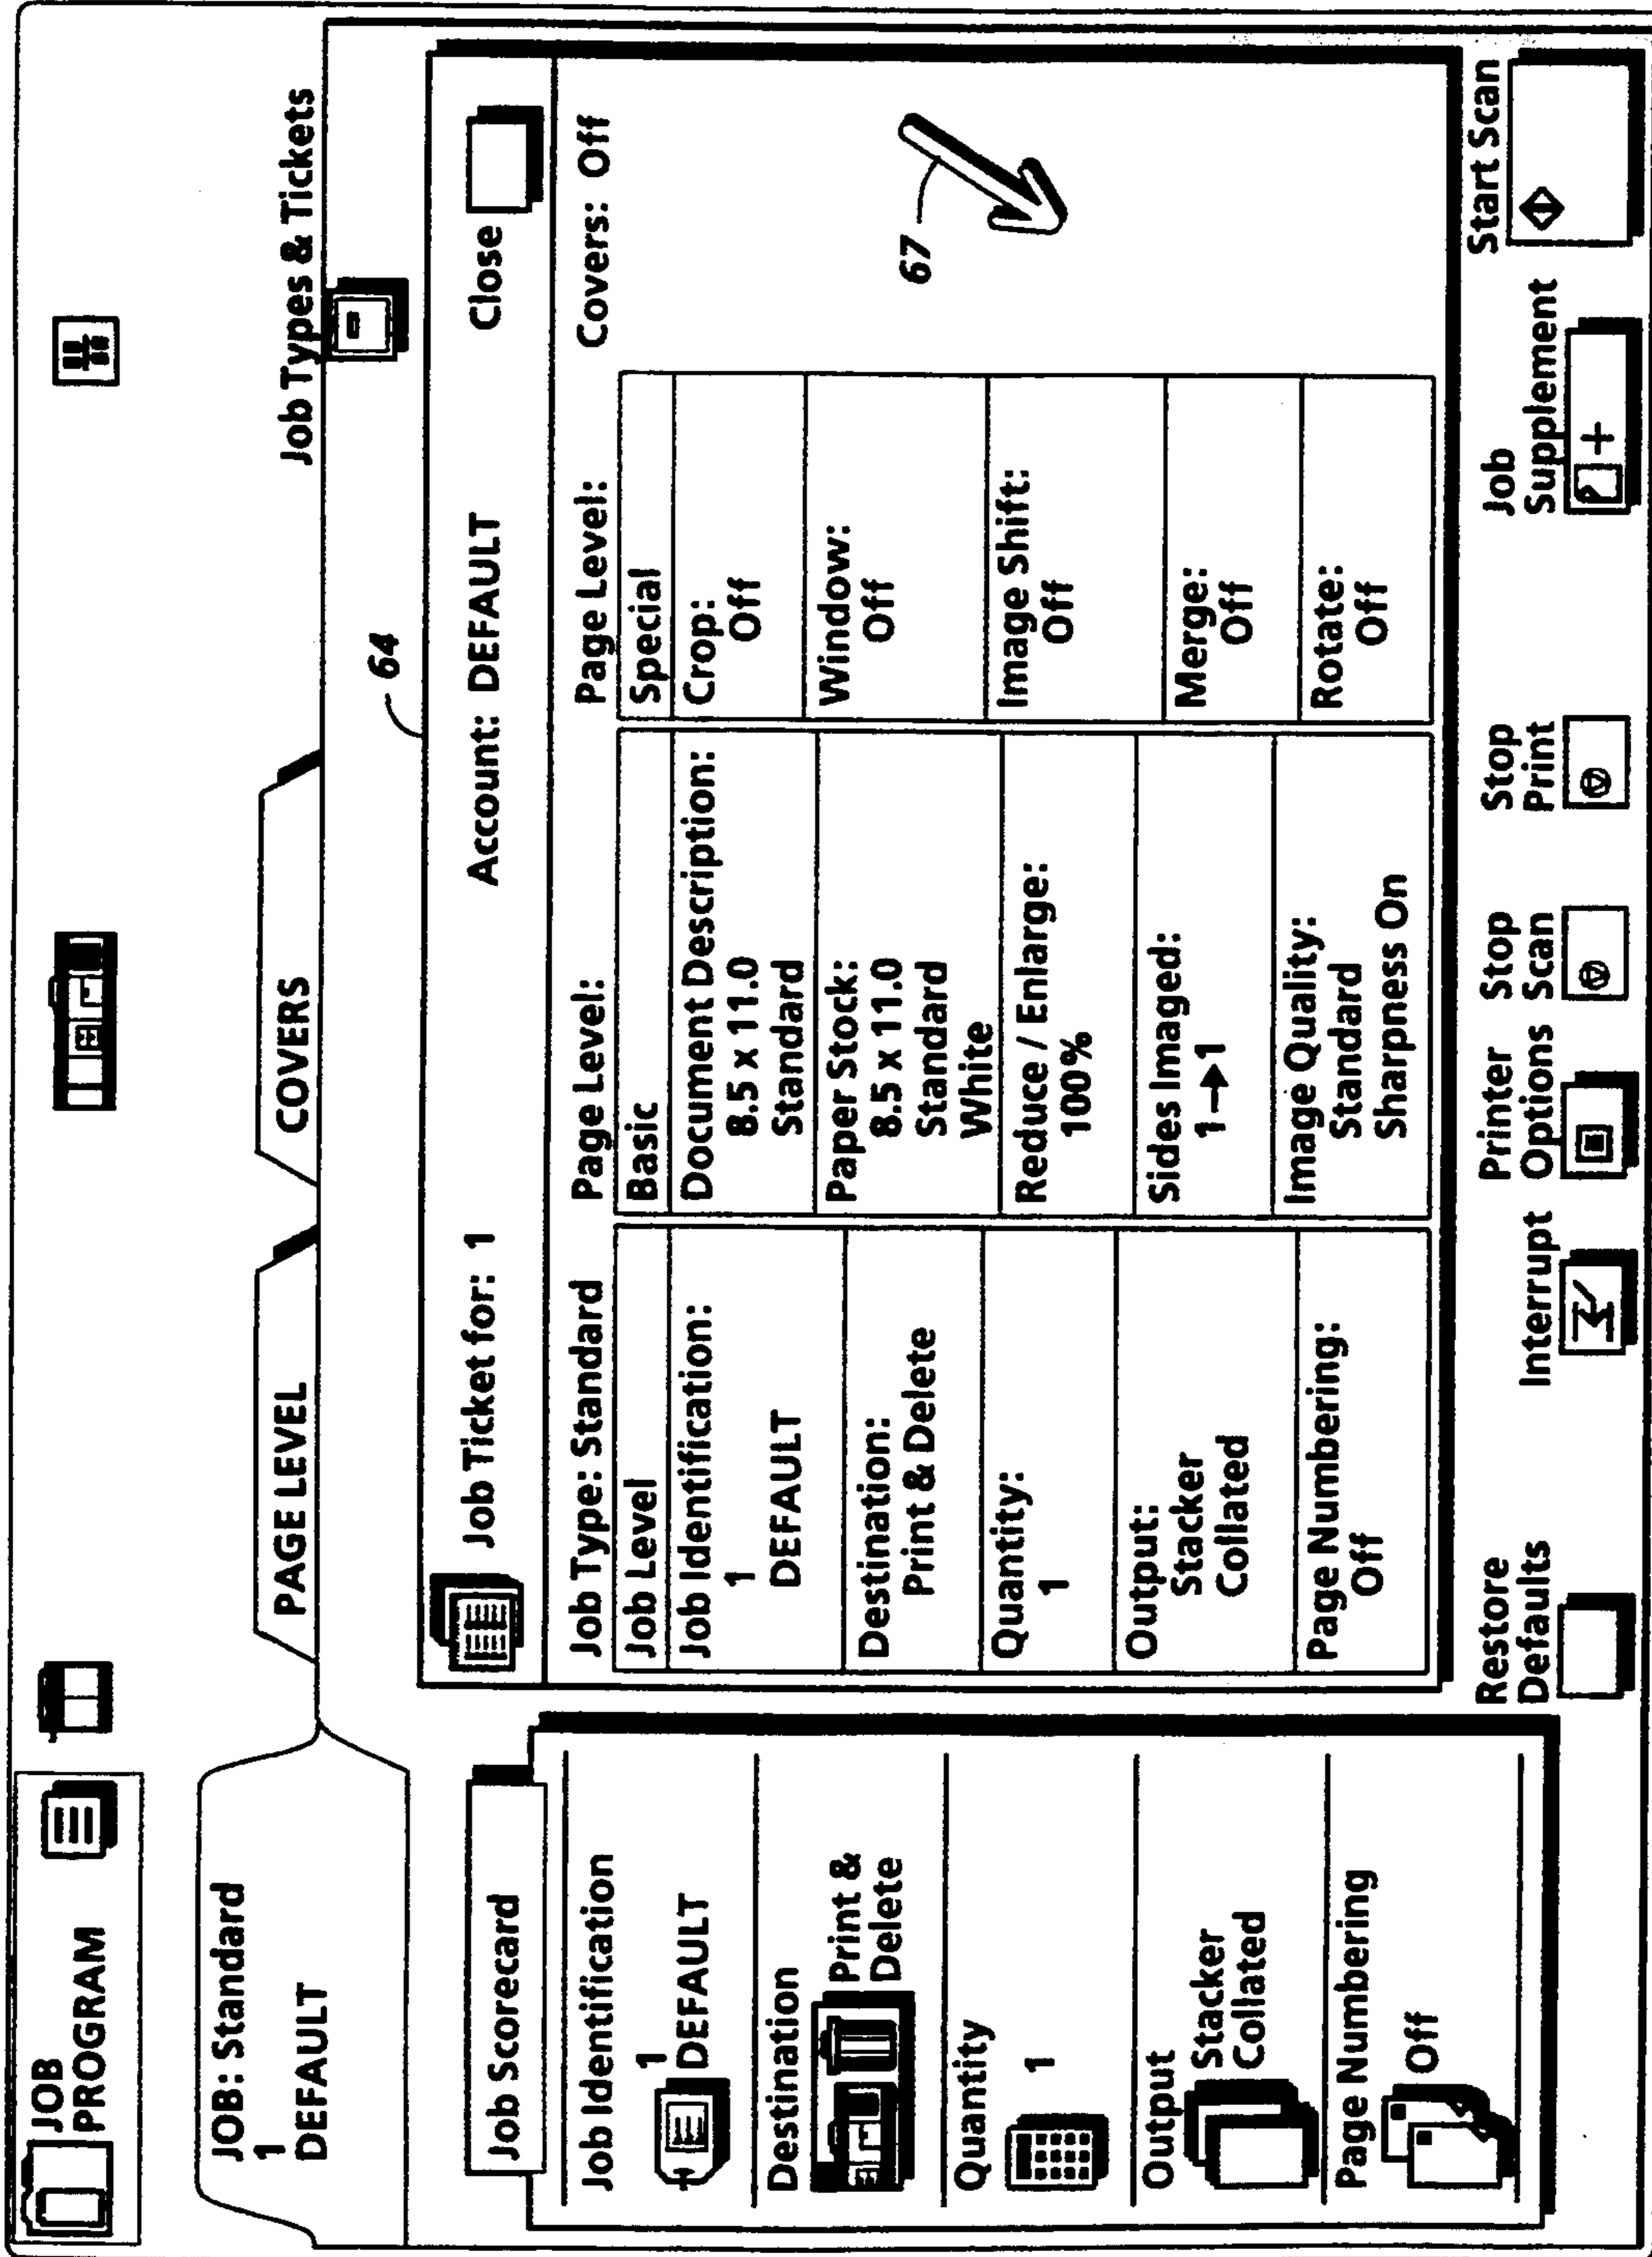 JOB
PROGRAM
JOB: Standard
1
DEFAULT
PAGE LEVEL
COVERS
Job Types & Tickets
64
Job Scorecard
Job Identification
1
DEFAULT
Destination
Print &
Delete
Quantity
1
Output
Stacker
Collated
Page Numbering
Off
Job Ticket for: 1
Account: DEFAULT
Close
Job Type: Standard
Job Level
Job Identification:
1
DEFAULT
Destination:
Print & Delete
Quantity:
1
Output:
Stacker
Collated
Page Numbering:
Off
Page Level:
Basic
Document Description:
8.5 x 11.0
Standard
Paper Stock:
8.5 x 11.0
Standard
White
Reduce / Enlarge:
100%
Sides Imaged:
1→1
Image Quality:
Standard
Sharpness On
Page Level:
Special
Crop:
Off
Window:
Off
Image Shift:
Off
Merge:
Off
Rotate:
Off
Covers: Off
67
Restore
Defaults
Interrupt
Printer
Options
Stop
Scan
Stop
Print
Job
Supplement
+
Start Scan